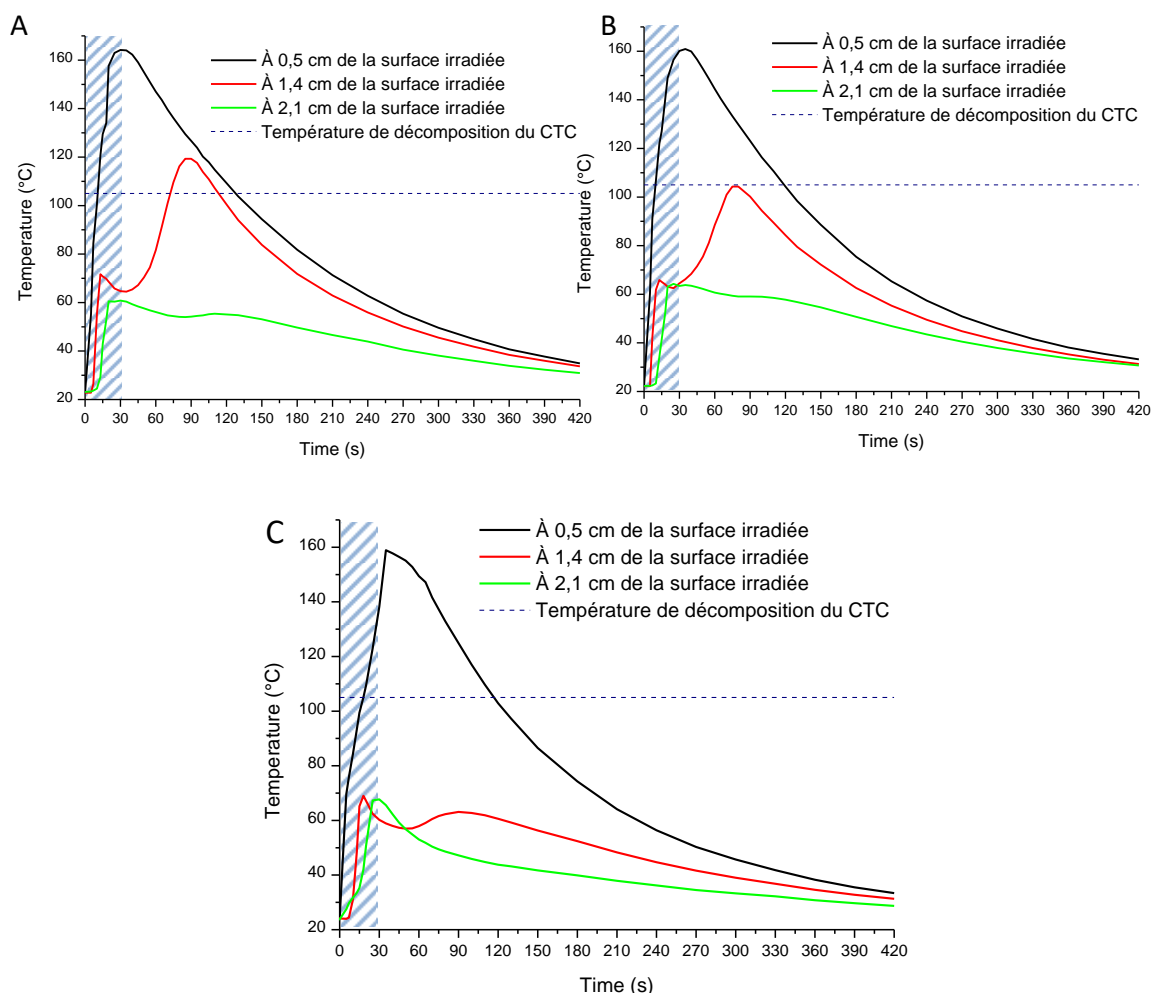 A
À 0,5 cm de la surface irradiée
À 1,4 cm de la surface irradiée
À 2,1 cm de la surface irradiée
Température de décomposition du CTC
Temperature (°C)
160
140
120
100
80
60
40
20
0 30 60 90 120 150 180 210 240 270 300 330 360 390 420
Time (s)
B
À 0,5 cm de la surface irradiée
À 1,4 cm de la surface irradiée
À 2,1 cm de la surface irradiée
Température de décomposition du CTC
Temperature (°C)
160
140
120
100
80
60
40
20
0 30 60 90 120 150 180 210 240 270 300 330 360 390 420
Time (s)
C
À 0,5 cm de la surface irradiée
À 1,4 cm de la surface irradiée
À 2,1 cm de la surface irradiée
Température de décomposition du CTC
Temperature (°C)
160
140
120
100
80
60
40
20
0 30 60 90 120 150 180 210 240 270 300 330 360 390 420
Time (s)